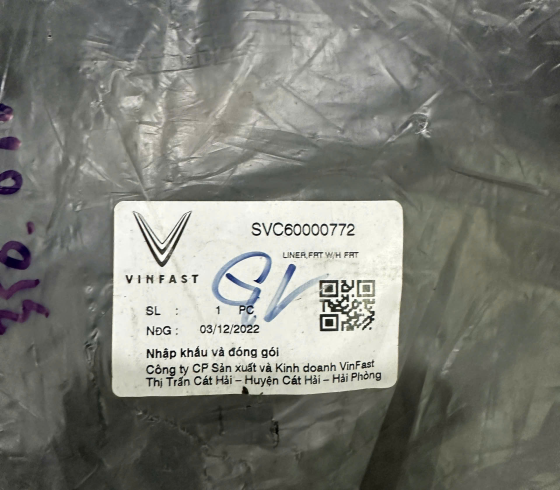 SVC60000772
LINER,FRT W/H FRT
VINFAST
SL : 1 PC
NĐG : 03/12/2022
Nhập khẩu và đóng gói
Công ty CP Sản xuất và Kinh doanh VinFast
Thị Trấn Cát Hải – Huyện Cát Hải – Hải Phòng